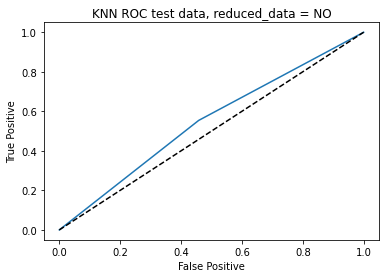 KNN ROC test data, reduced_data = NO
1.0
0.8
0.6
0.4
0.2
0.0
True Positive
0.0 0.2 0.4 0.6 0.8 1.0
False Positive